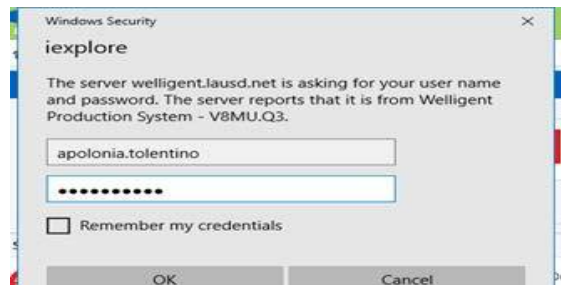 Windows Security
iexplore
The server welligent.lausd.net is asking for your user name
and password. The server reports that it is from Welligent
Production System - V8MU.Q3.
apolonia.tolentino
••••••••••
Remember my credentials
OK
Cancel